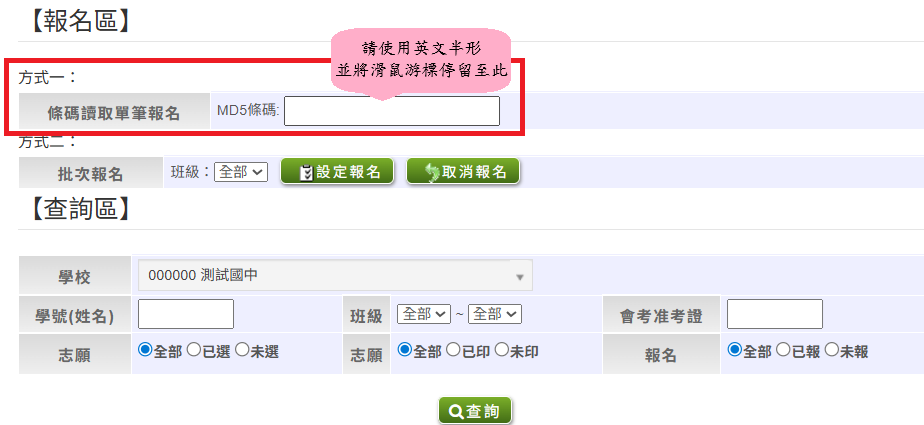 【報名區】
請使用英文半形
並將滑鼠游標停留至此
方式一：
條碼讀取單筆報名 MD5條碼:
方式二：
批次報名 班級： 全部 設定報名 取消報名
【查詢區】
學校 000000 測試國中
學號(姓名) 班級 全部 ~ 全部 會考准考證
志願 全部 已選 未選 志願 全部 已印 未印 報名 全部 已報 未報
查詢